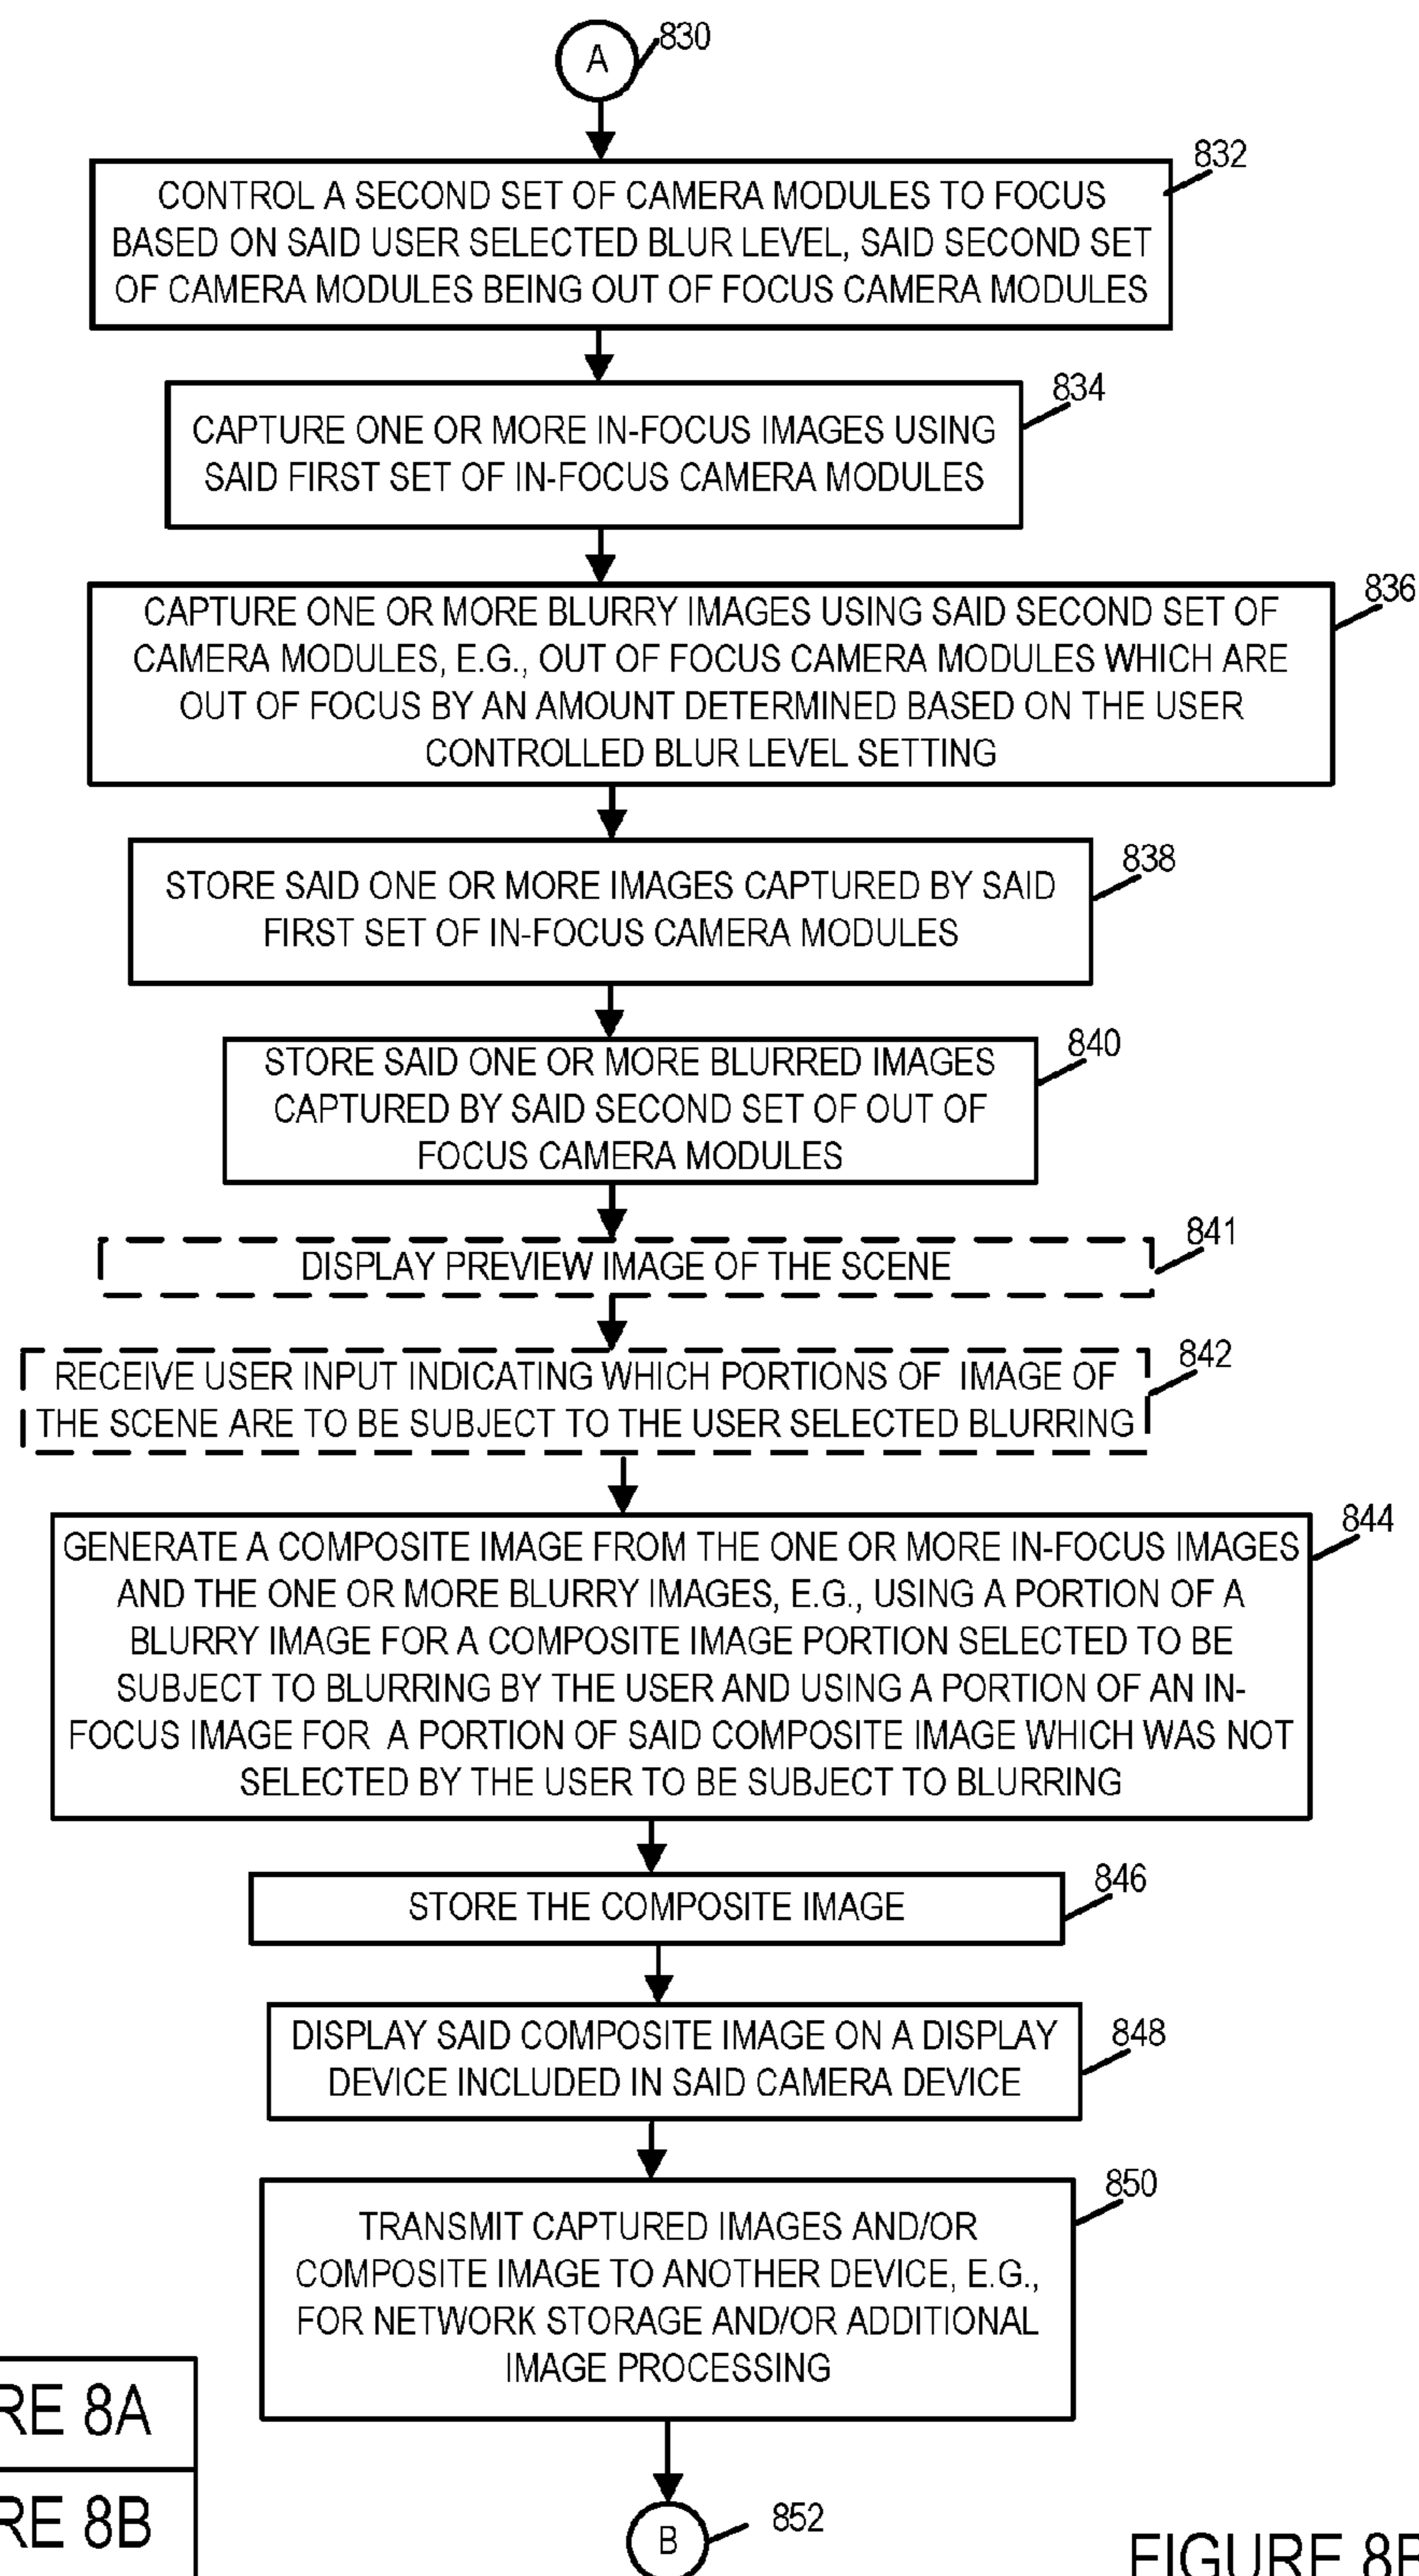 A
830
832
CONTROL A SECOND SET OF CAMERA MODULES TO FOCUS
BASED ON SAID USER SELECTED BLUR LEVEL, SAID SECOND SET
OF CAMERA MODULES BEING OUT OF FOCUS CAMERA MODULES
834
CAPTURE ONE OR MORE IN-FOCUS IMAGES USING
SAID FIRST SET OF IN-FOCUS CAMERA MODULES
836
CAPTURE ONE OR MORE BLURRY IMAGES USING SAID SECOND SET OF
CAMERA MODULES, E.G., OUT OF FOCUS CAMERA MODULES WHICH ARE
OUT OF FOCUS BY AN AMOUNT DETERMINED BASED ON THE USER
CONTROLLED BLUR LEVEL SETTING
838
STORE SAID ONE OR MORE IMAGES CAPTURED BY SAID
FIRST SET OF IN-FOCUS CAMERA MODULES
840
STORE SAID ONE OR MORE BLURRED IMAGES
CAPTURED BY SAID SECOND SET OF OUT OF
FOCUS CAMERA MODULES
841
DISPLAY PREVIEW IMAGE OF THE SCENE
842
RECEIVE USER INPUT INDICATING WHICH PORTIONS OF IMAGE OF
THE SCENE ARE TO BE SUBJECT TO THE USER SELECTED BLURRING
844
GENERATE A COMPOSITE IMAGE FROM THE ONE OR MORE IN-FOCUS IMAGES
AND THE ONE OR MORE BLURRY IMAGES, E.G., USING A PORTION OF A
BLURRY IMAGE FOR A COMPOSITE IMAGE PORTION SELECTED TO BE
SUBJECT TO BLURRING BY THE USER AND USING A PORTION OF AN IN-
FOCUS IMAGE FOR A PORTION OF SAID COMPOSITE IMAGE WHICH WAS NOT
SELECTED BY THE USER TO BE SUBJECT TO BLURRING
846
STORE THE COMPOSITE IMAGE
848
DISPLAY SAID COMPOSITE IMAGE ON A DISPLAY
DEVICE INCLUDED IN SAID CAMERA DEVICE
850
TRANSMIT CAPTURED IMAGES AND/OR
COMPOSITE IMAGE TO ANOTHER DEVICE, E.G.,
FOR NETWORK STORAGE AND/OR ADDITIONAL
IMAGE PROCESSING
RE 8A
RE 8B
B
852
FIGURE 8